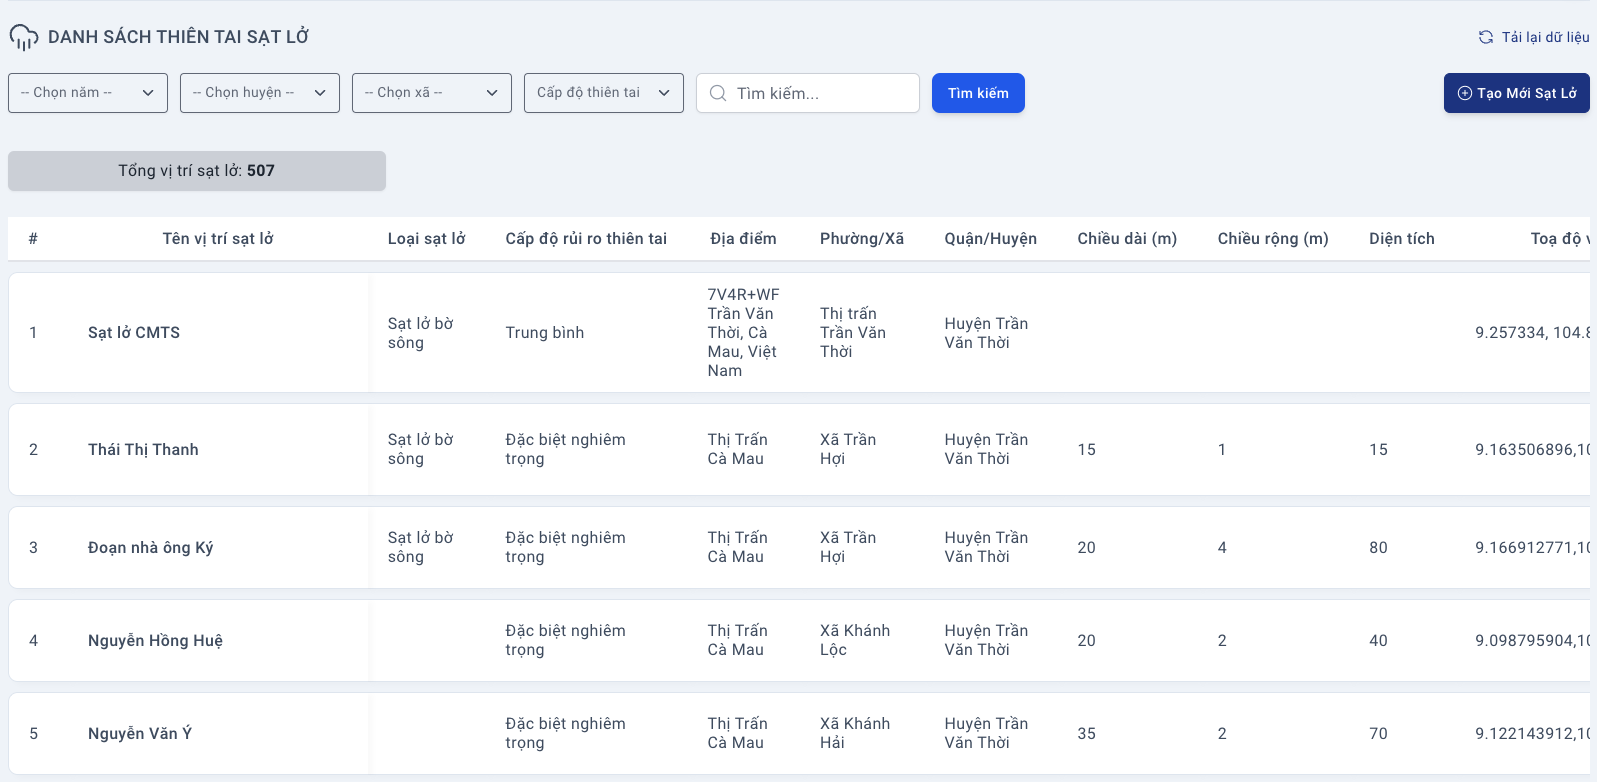 DANH SÁCH THIÊN TAI SẠT LỞ
Tải lại dữ liệu
-- Chọn năm -- -- Chọn huyện -- -- Chọn xã -- Cấp độ thiên tai Tìm kiếm... Tìm kiếm Tạo Mới Sạt Lở
Tổng vị trí sạt lở: 507
# Tên vị trí sạt lở Loại sạt lở Cấp độ rủi ro thiên tai Địa điểm Phường/Xã Quận/Huyện Chiều dài (m) Chiều rộng (m) Diện tích Toạ độ
1
Sạt lở CMTS
Sạt lở bờ
sông
Trung bình
7V4R+WF
Trần Văn
Thời, Cà
Mau, Việt
Nam
Thị trấn
Trần Văn
Thời
Huyện Trần
Văn Thời
9.257334, 104.8
2
Thái Thị Thanh
Sạt lở bờ
sông
Đặc biệt nghiêm
trọng
Thị Trấn
Cà Mau
Xã Trần
Hợi
Huyện Trần
Văn Thời
15
1
15
9.163506896,10
3
Đoạn nhà ông Ký
Sạt lở bờ
sông
Đặc biệt nghiêm
trọng
Thị Trấn
Cà Mau
Xã Trần
Hợi
Huyện Trần
Văn Thời
20
4
80
9.166912771,10
4
Nguyễn Hồng Huệ
Đặc biệt nghiêm
trọng
Thị Trấn
Cà Mau
Xã Khánh
Lộc
Huyện Trần
Văn Thời
20
2
40
9.098795904,10
5
Nguyễn Văn Ý
Đặc biệt nghiêm
trọng
Thị Trấn
Cà Mau
Xã Khánh
Hải
Huyện Trần
Văn Thời
35
2
70
9.122143912,10